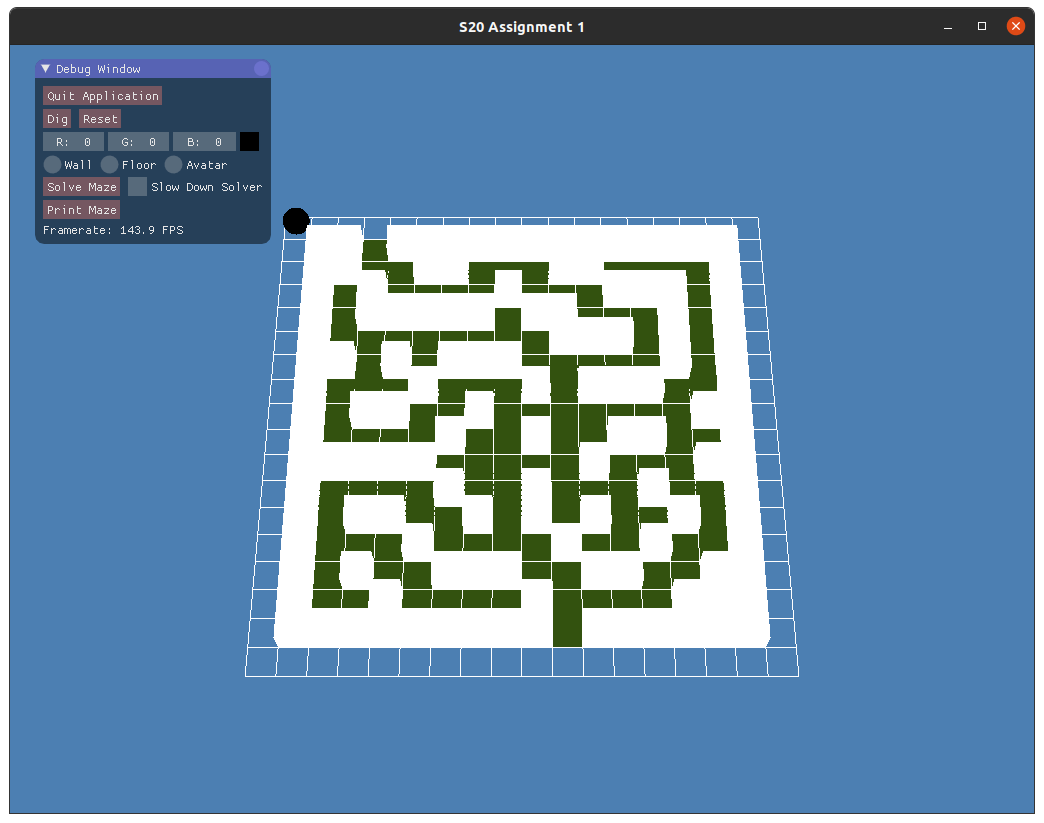 S20 Assignment 1
Debug Window
Quit Application
Dig Reset
R: 0 G: 0 B: 0
Wall Floor Avatar
Solve Maze Slow Down Solver
Print Maze
Framerate: 143.9 FPS